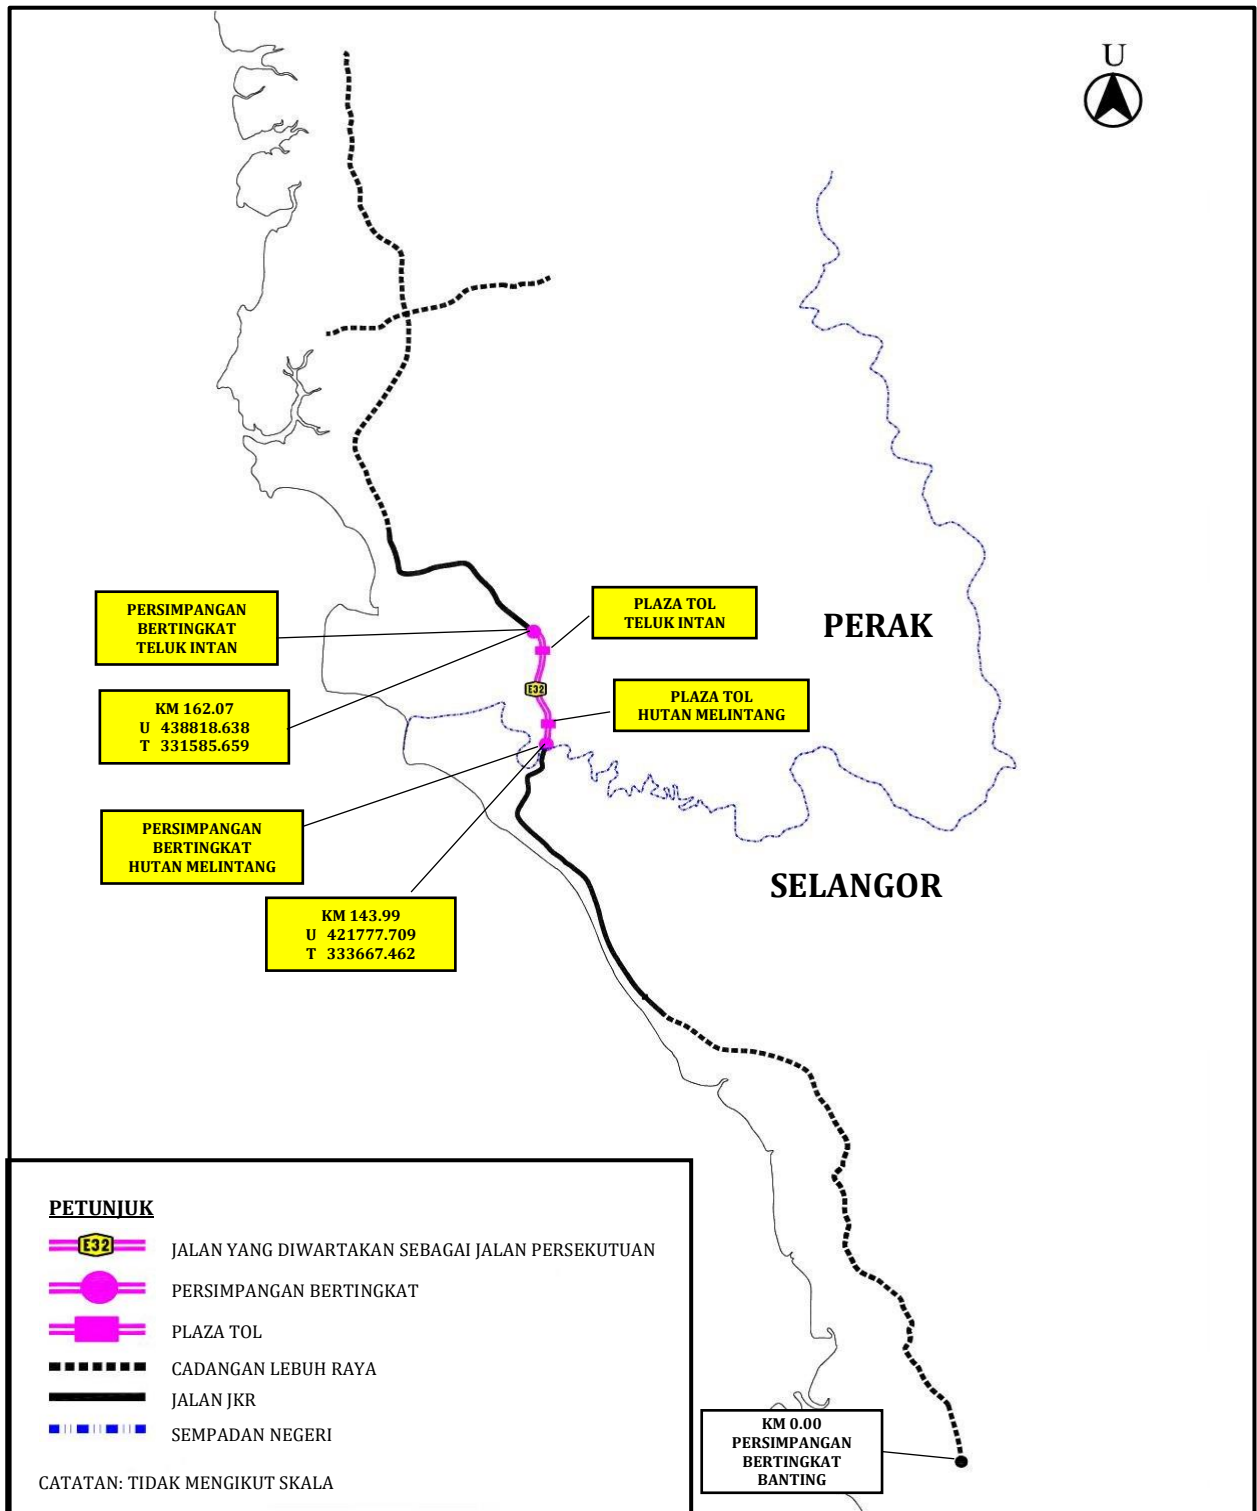 U
PERSIMPANGAN
BERTINGKAT
TELUK INTAN
PLAZA TOL
TELUK INTAN
PERAK
KM 162.07
U 438818.638
T 331585.659
E32
PLAZA TOL
HUTAN MELINTANG
PERSIMPANGAN
BERTINGKAT
HUTAN MELINTANG
SELANGOR
KM 143.99
U 421777.709
T 333667.462
PETUNJUK
E32 JALAN YANG DIWARTAKAN SEBAGAI JALAN PERSEKUTUAN
PERSIMPANGAN BERTINGKAT
PLAZA TOL
CADANGAN LEBUH RAYA
JALAN JKR
SEMPADAN NEGERI
CATATAN: TIDAK MENGIKUT SKALA
KM 0.00
PERSIMPANGAN
BERTINGKAT
BANTING